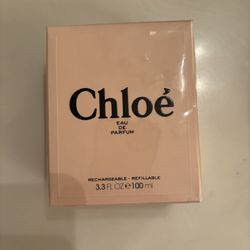 Chloé
EAU
DE
PARFUM
RECHARGEABLE - REFILLABLE
3.3 FL OZ ℮ 100 ml